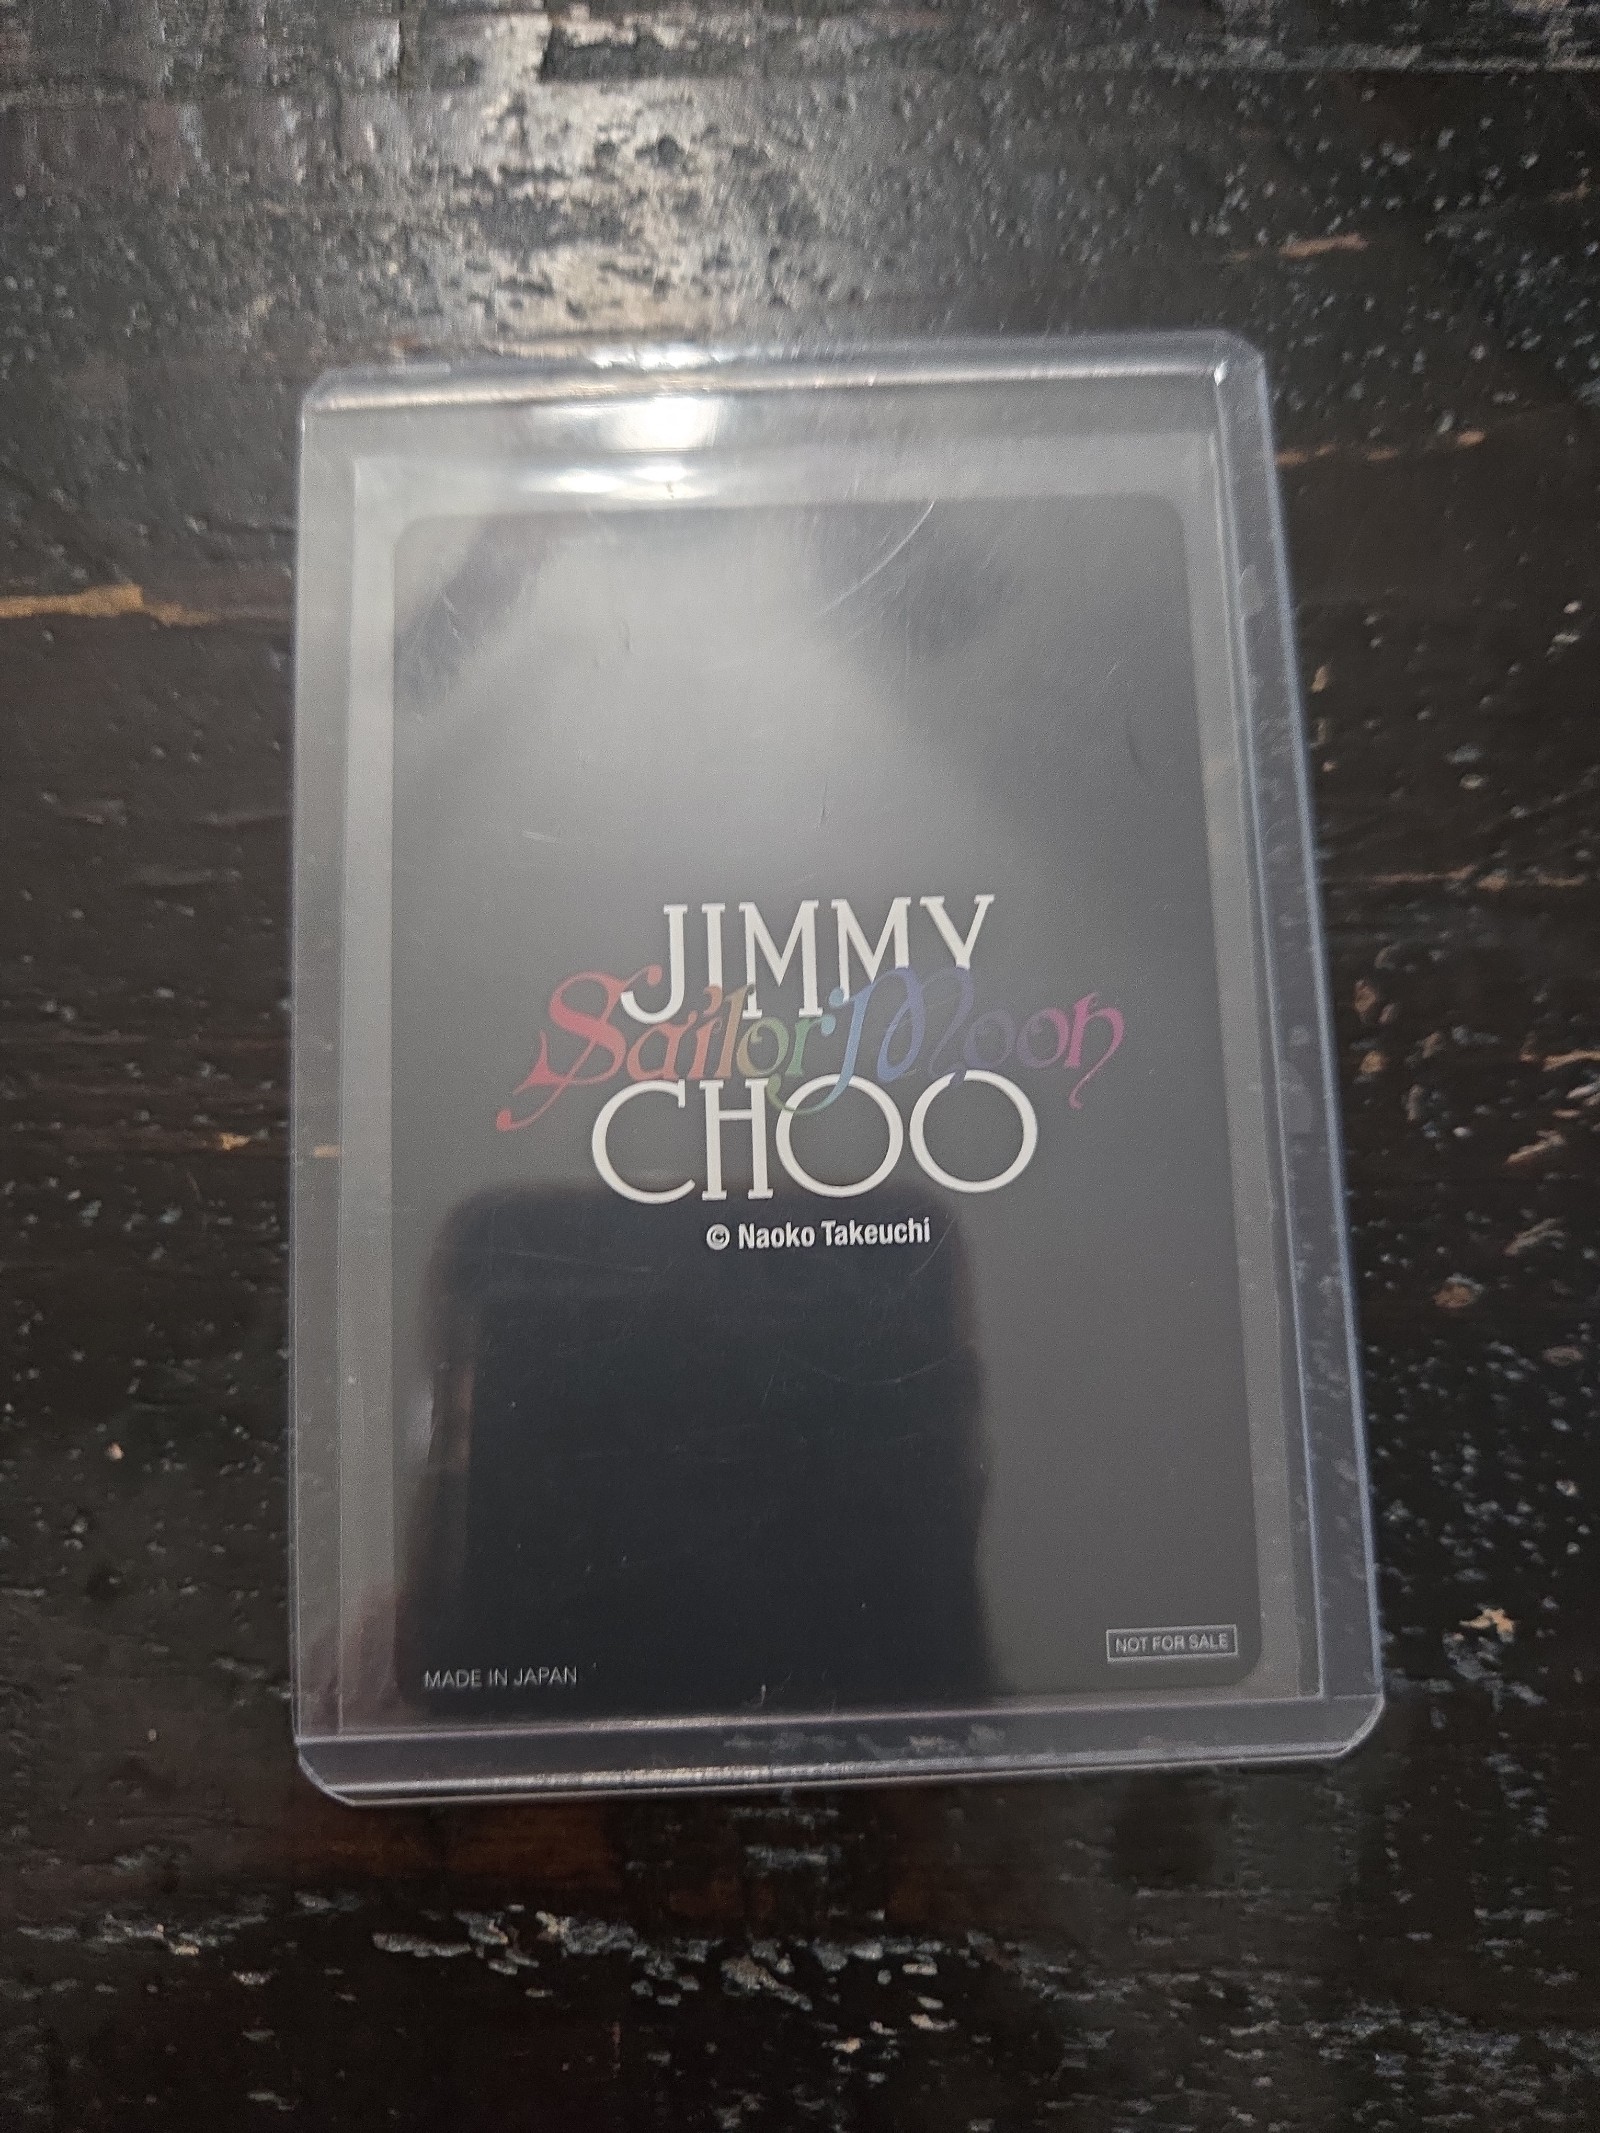 JIMMY
Sailor Moon
CHOO
© Naoko Takeuchi
NOT FOR SALE
MADE IN JAPAN